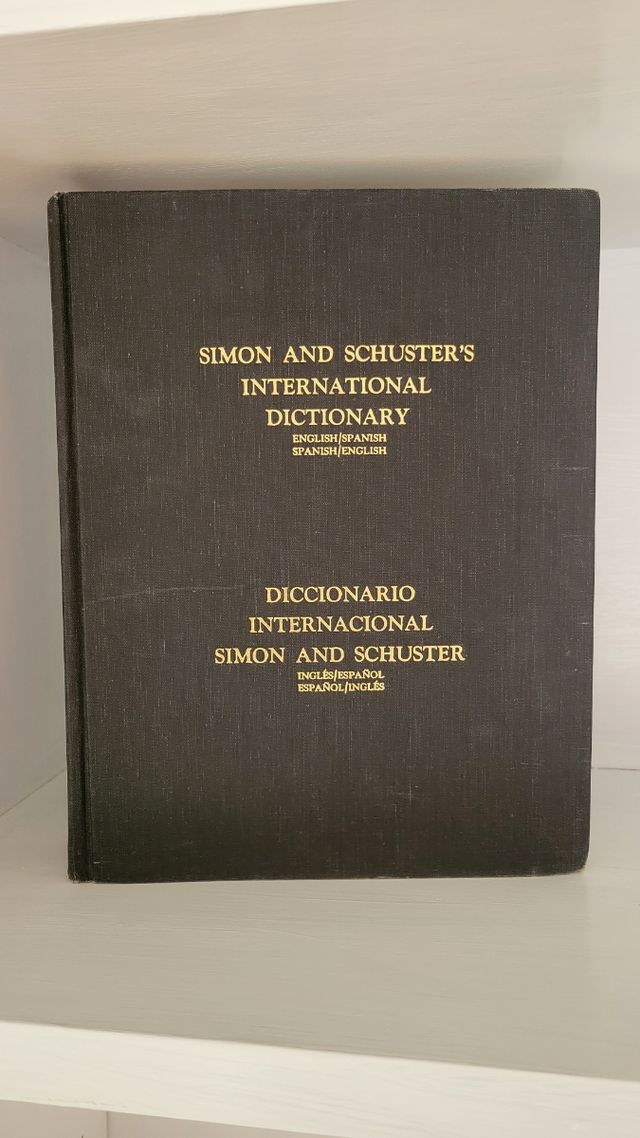 SIMON AND SCHUSTER'S
INTERNATIONAL
DICTIONARY
ENGLISH/SPANISH
SPANISH/ENGLISH
DICCIONARIO
INTERNACIONAL
SIMON AND SCHUSTER
INGLÉS/ESPAÑOL
ESPAÑOL/INGLÉS